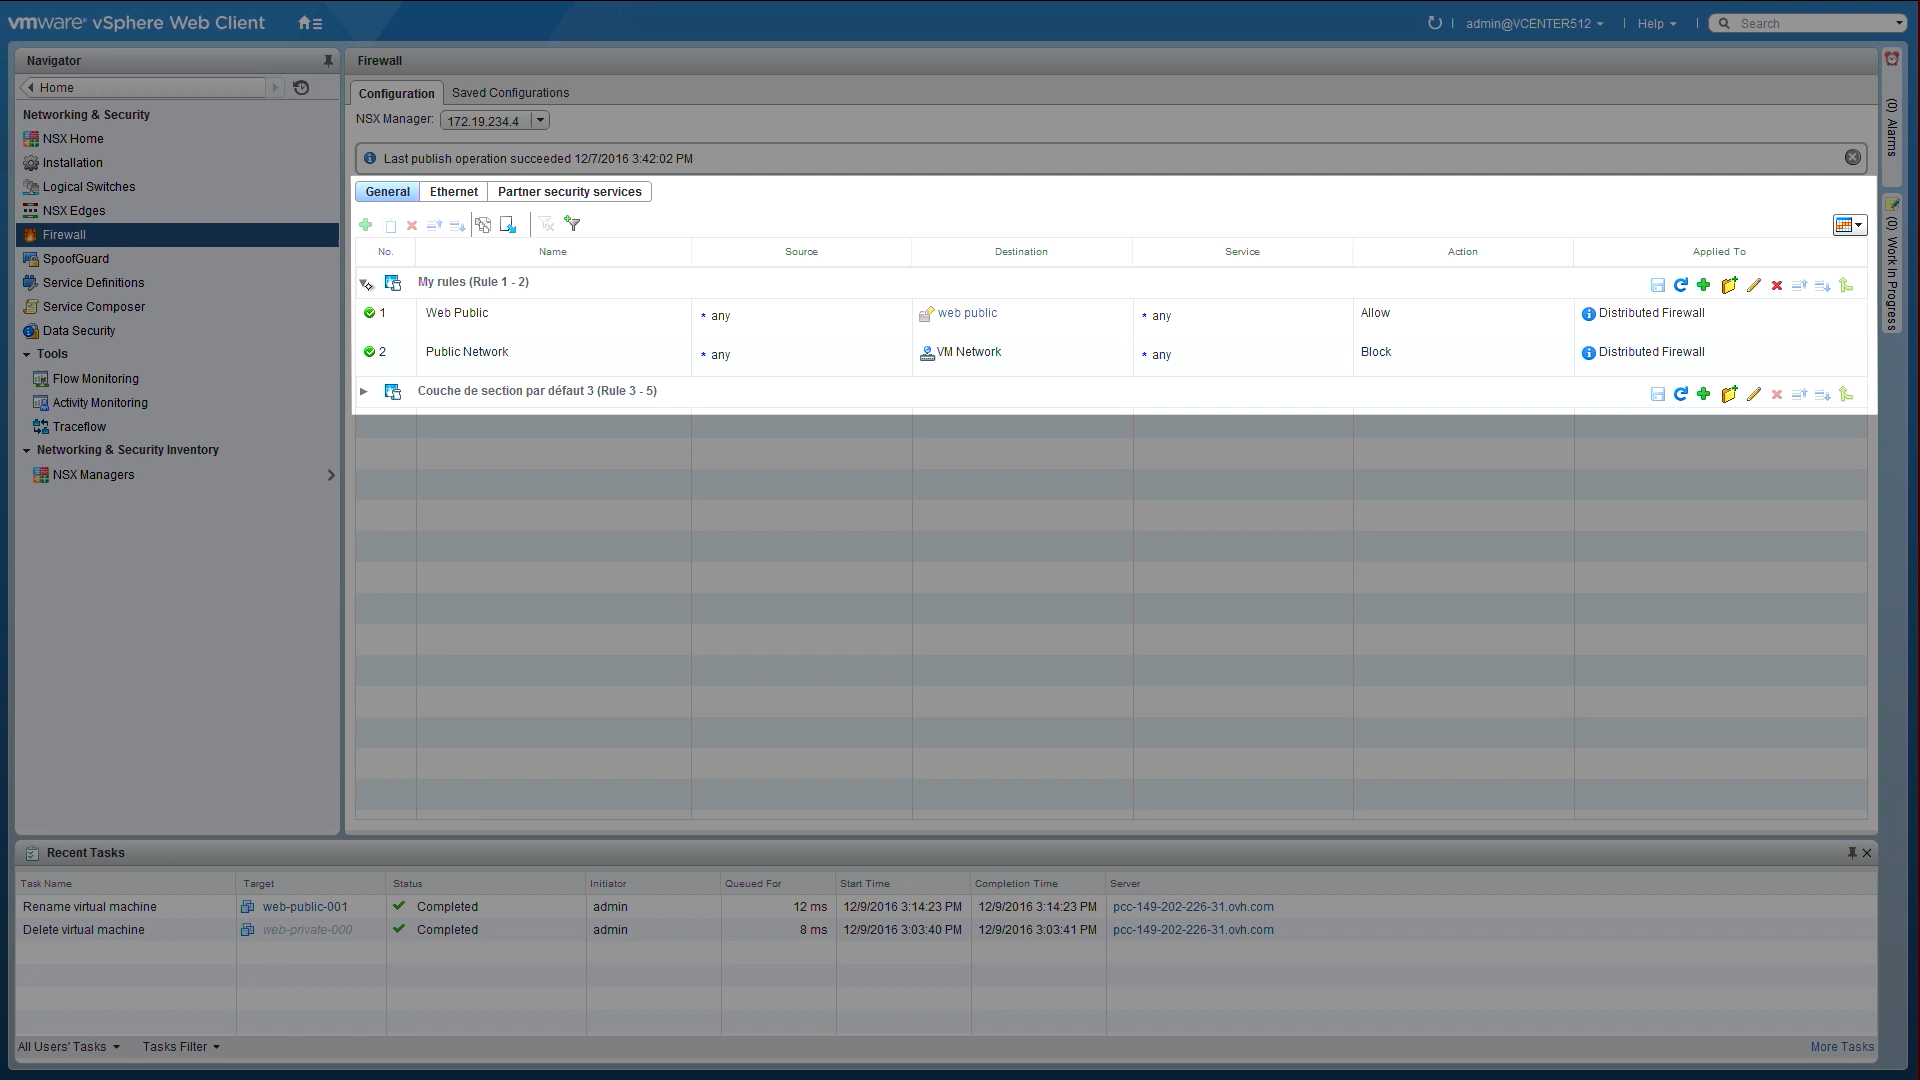 vmware® vSphere Web Client
admin@VCENTER512
Help
Search
Navigator
Home
Networking & Security
NSX Home
Installation
Logical Switches
NSX Edges
Firewall
SpoofGuard
Service Definitions
Service Composer
Data Security
Tools
Flow Monitoring
Activity Monitoring
Traceflow
Networking & Security Inventory
NSX Managers
Firewall
Configuration Saved Configurations
NSX Manager: 172.19.234.4
Last publish operation succeeded 12/7/2016 3:42:02 PM
General Ethernet Partner security services
No. Name Source Destination Service Action Applied To
My rules (Rule 1 - 2)
1 Web Public * any web public * any Allow Distributed Firewall
2 Public Network * any VM Network * any Block Distributed Firewall
Couche de section par défaut 3 (Rule 3 - 5)
(0) Alarms
(0) Work In Progress
Recent Tasks
Task Name Target Status Initiator Queued For Start Time Completion Time Server
Rename virtual machine web-public-001 Completed admin 12 ms 12/9/2016 3:14:23 PM 12/9/2016 3:14:23 PM pcc-149-202-226-31.ovh.com
Delete virtual machine web-private-000 Completed admin 8 ms 12/9/2016 3:03:40 PM 12/9/2016 3:03:41 PM pcc-149-202-226-31.ovh.com
All Users' Tasks Tasks Filter More Tasks